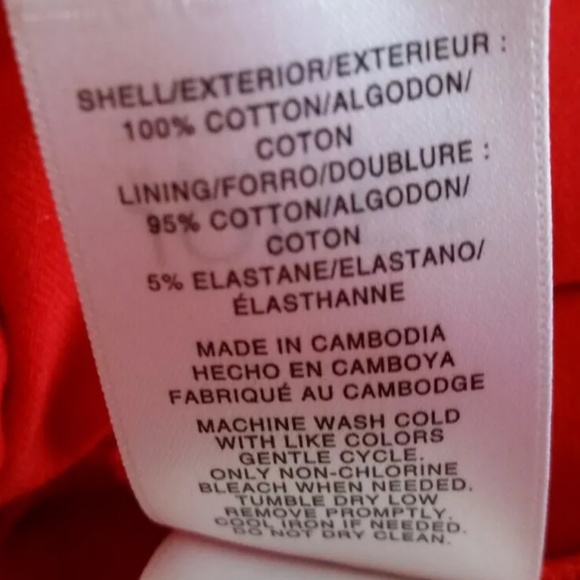 SHELL/EXTERIOR/EXTERIEUR :
100% COTTON/ALGODON/
COTON
LINING/FORRO/DOUBLURE :
95% COTTON/ALGODON/
COTON
5% ELASTANE/ELASTANO/
ÉLASTHANNE
MADE IN CAMBODIA
HECHO EN CAMBOYA
FABRIQUÉ AU CAMBODGE
MACHINE WASH COLD
WITH LIKE COLORS
GENTLE CYCLE.
ONLY NON-CHLORINE
BLEACH WHEN NEEDED.
TUMBLE DRY LOW
REMOVE PROMPTLY.
COOL IRON IF NEEDED.
DO NOT DRY CLEAN.